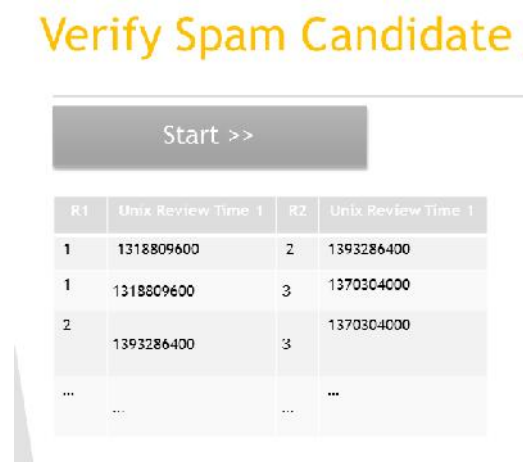 Verify Spam Candidate
Start >>
R1 Unix Review Time 1 R2 Unix Review Time 1
1 1318809600 2 1393286400
1 1318809600 3 1370304000
2 1393286400 3 1370304000
... ... ... ...